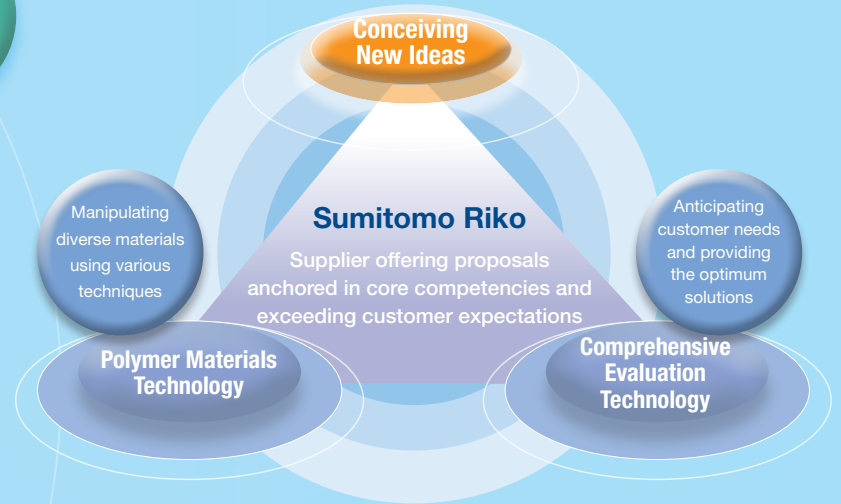 Conceiving
New Ideas
Manipulating
diverse materials
using various
techniques
Anticipating
customer needs
and providing
the optimum
solutions
Sumitomo Riko
Supplier offering proposals
anchored in core competencies and
exceeding customer expectations
Polymer Materials
Technology
Comprehensive
Evaluation
Technology